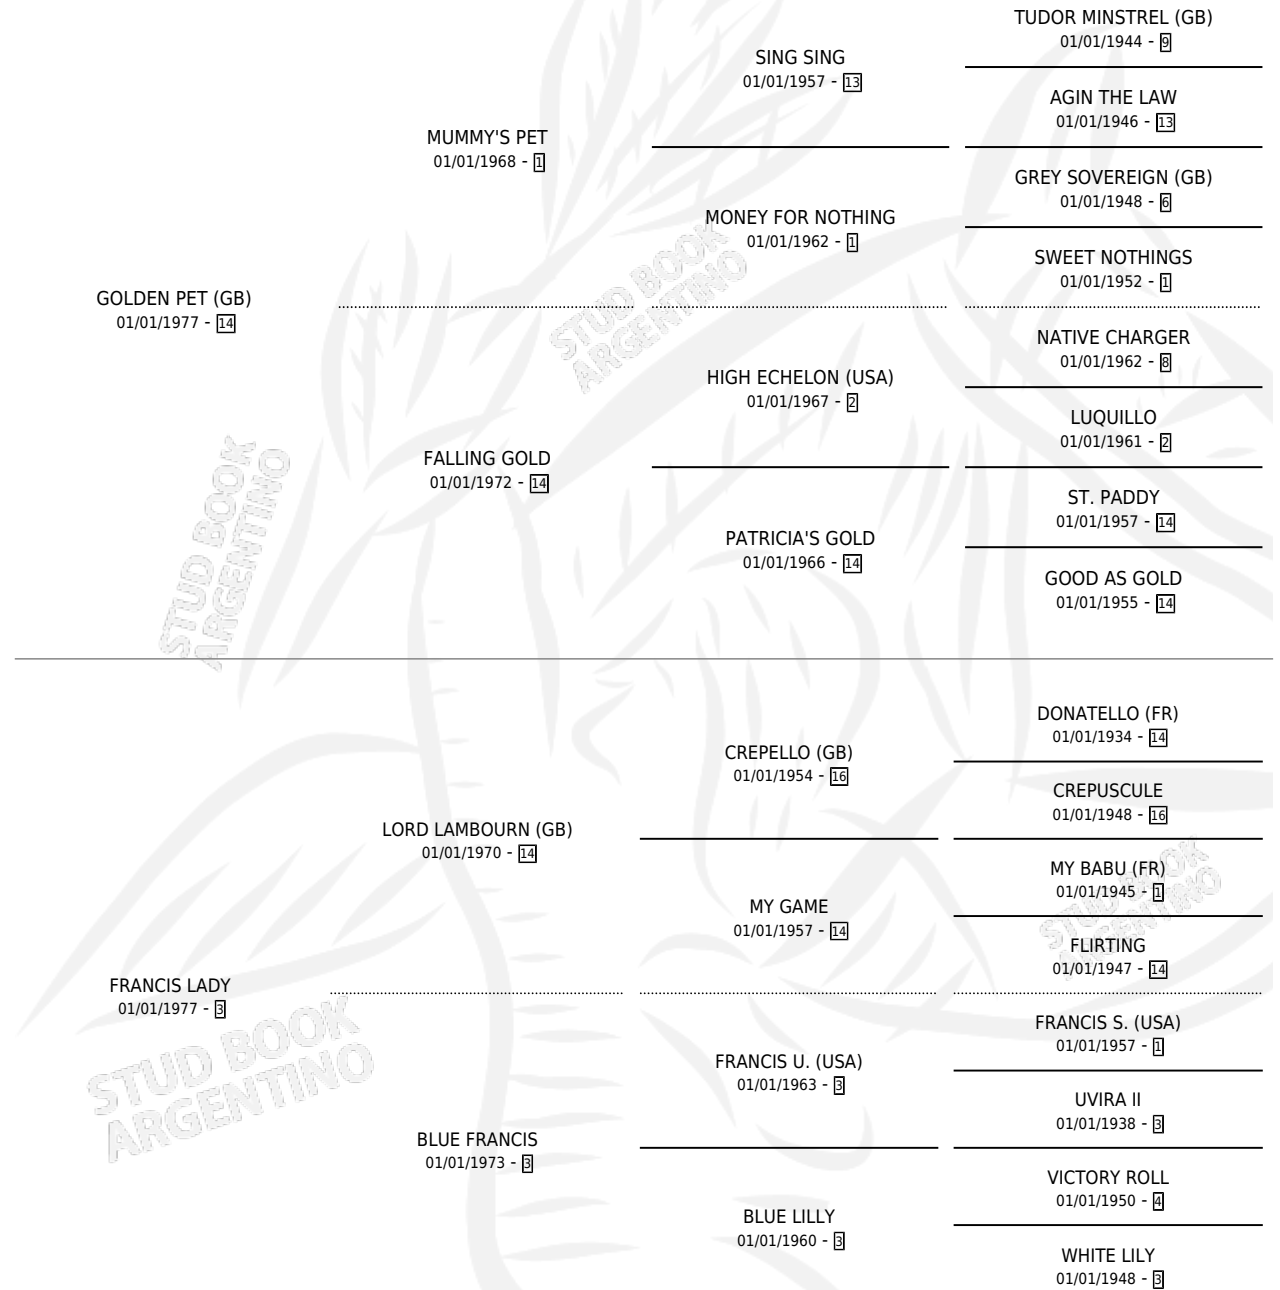 TUDOR MINSTREL (GB)
01/01/1944 - 9
SING SING
01/01/1957 - 13
AGIN THE LAW
01/01/1946 - 13
MUMMY'S PET
01/01/1968 - 1
GREY SOVEREIGN (GB)
01/01/1948 - 6
MONEY FOR NOTHING
01/01/1962 - 1
SWEET NOTHINGS
01/01/1952 - 1
STUD BOOK
ARGENTINO
GOLDEN PET (GB)
01/01/1977 - 14
NATIVE CHARGER
01/01/1962 - 8
HIGH ECHELON (USA)
01/01/1967 - 2
LUQUILLO
01/01/1961 - 2
FALLING GOLD
01/01/1972 - 14
ST. PADDY
01/01/1957 - 14
PATRICIA'S GOLD
01/01/1966 - 14
GOOD AS GOLD
01/01/1955 - 14
STUD BOOK
ARGENTINO
DONATELLO (FR)
01/01/1934 - 14
CREPELLO (GB)
01/01/1954 - 16
CREPUSCULE
01/01/1948 - 16
LORD LAMBOURN (GB)
01/01/1970 - 14
MY BABU (FR)
01/01/1945 - 1
MY GAME
01/01/1957 - 14
FLIRTING
01/01/1947 - 14
STUD BOOK
ARGENTINO
FRANCIS LADY
01/01/1977 - 3
FRANCIS S. (USA)
01/01/1957 - 1
FRANCIS U. (USA)
01/01/1963 - 3
UVIRA II
01/01/1938 - 3
STUD BOOK
ARGENTINO
BLUE FRANCIS
01/01/1973 - 3
VICTORY ROLL
01/01/1950 - 4
BLUE LILLY
01/01/1960 - 3
WHITE LILY
01/01/1948 - 3